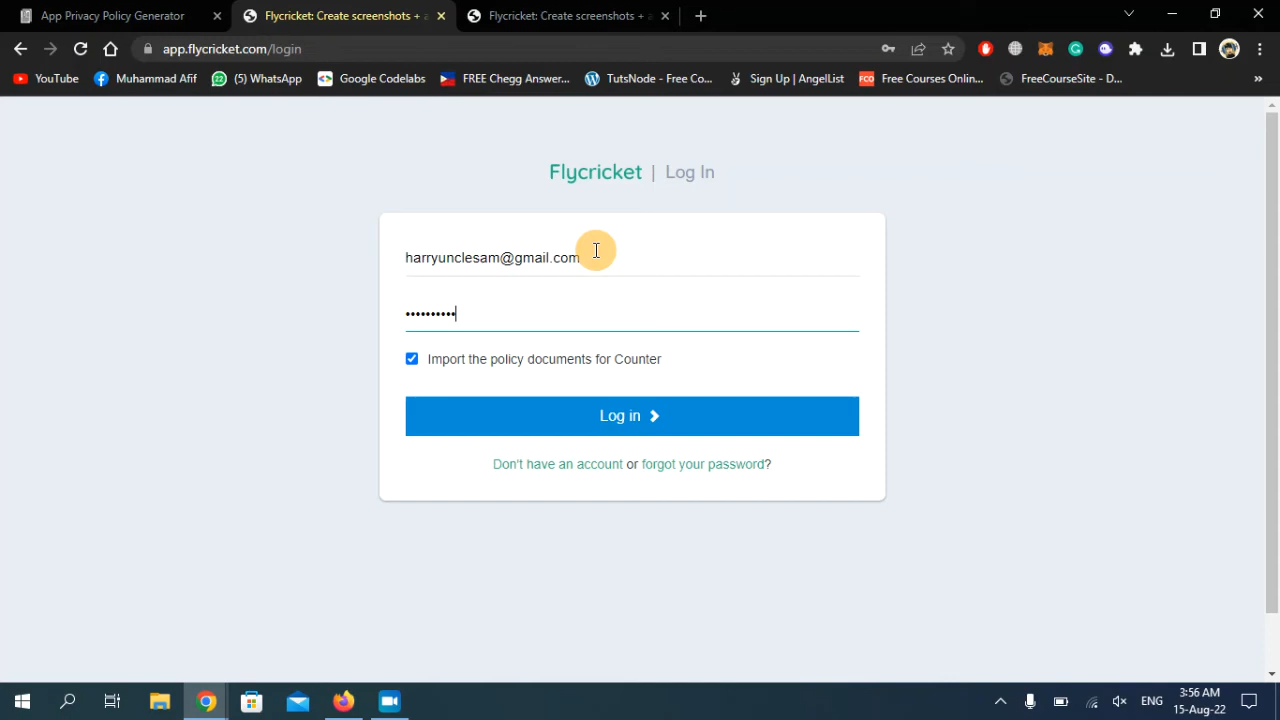 App Privacy Policy Generator
Flycricket: Create screenshots +
Flycricket: Create screenshots +
app.flycricket.com/login
YouTube
Muhammad Afif
(5) WhatsApp
Google Codelabs
FREE Chegg Answer...
TutsNode - Free Co...
Sign Up | AngelList
FCO
Free Courses Onlin...
FreeCourseSite - D...
»
22
Flycricket | Log In
harryunclesam@gmail.com
••••••••••
Import the policy documents for Counter
Log in
Don't have an account or forgot your password?
ENG
3:56 AM
15-Aug-22